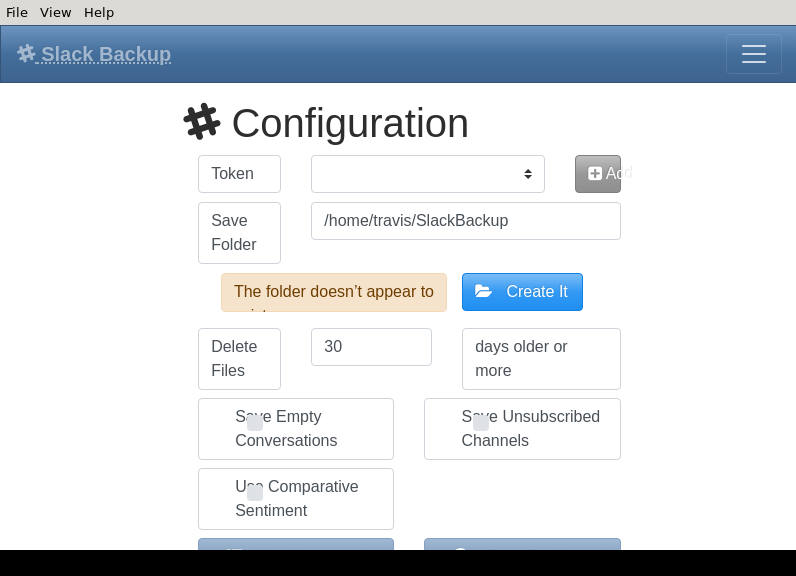 File View Help
Slack Backup
Configuration
Token
Add
Save Folder
/home/travis/SlackBackup
The folder doesn’t appear to
Create It
Delete Files
30
days older or more
Save Empty Conversations
Save Unsubscribed Channels
Use Comparative Sentiment